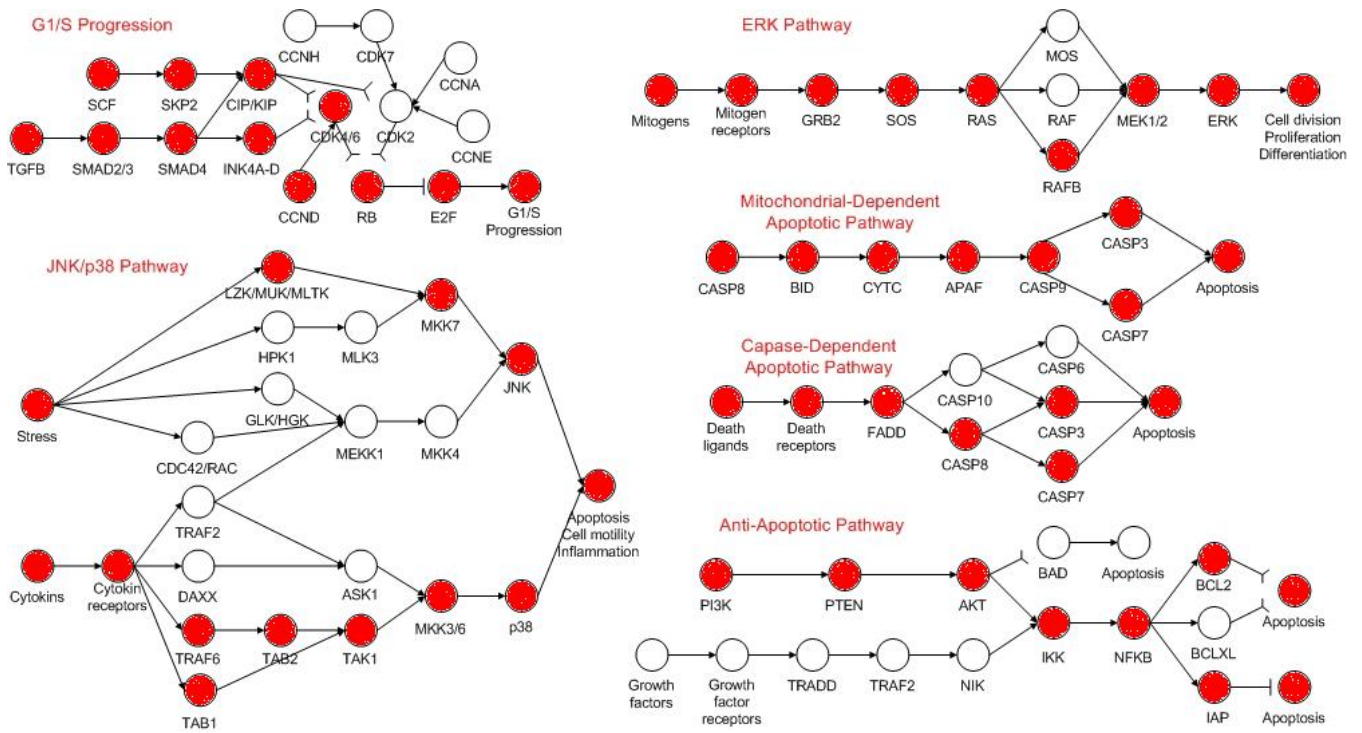 G1/S Progression
CCNH
CDK7
CCNA
SCF
SKP2
CIP/KIP
CDK4/6
CDK2
CCNE
TGFB
SMAD2/3
SMAD4
INK4A-D
CCND
RB
E2F
G1/S
Progression
JNK/p38 Pathway
LZK/MUK/MLTK
MKK7
HPK1
MLK3
JNK
Stress
GLK/HGK
MEKK1
MKK4
CDC42/RAC
TRAF2
Apoptosis
Cell motility
Inflammation
Cytokins
Cytokin
receptors
DAXX
ASK1
MKK3/6
p38
TRAF6
TAB2
TAK1
TAB1
ERK Pathway
MOS
Mitogens
Mitogen
receptors
GRB2
SOS
RAS
RAF
MEK1/2
ERK
Cell division
Proliferation
Differentiation
RAFB
Mitochondrial-Dependent
Apoptotic Pathway
CASP3
CASP8
BID
CYTC
APAF
CASP9
Apoptosis
CASP7
Capase-Dependent
Apoptotic Pathway
CASP6
CASP10
Death
ligands
Death
receptors
FADD
CASP3
Apoptosis
CASP8
CASP7
Anti-Apoptotic Pathway
BAD
Apoptosis
PI3K
PTEN
AKT
BCL2
Apoptosis
IKK
NFKB
BCLXL
Growth
factors
Growth
factor
receptors
TRADD
TRAF2
NIK
IAP
Apoptosis